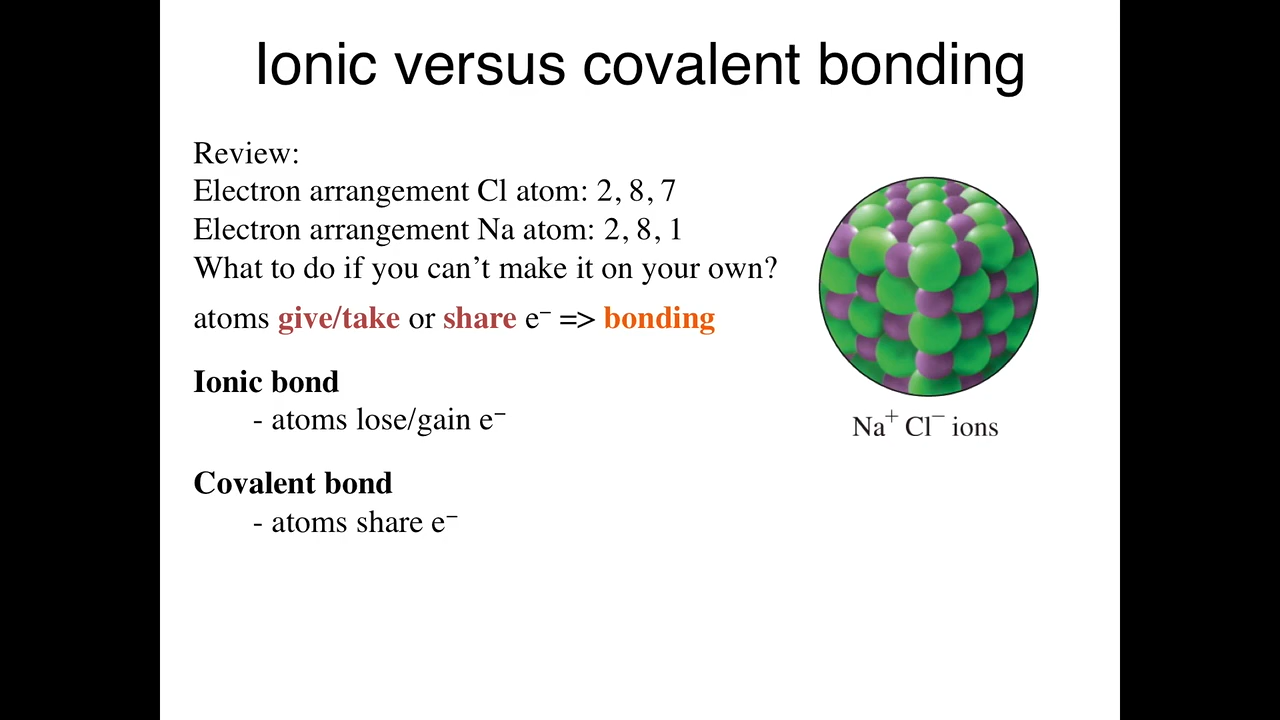 Ionic versus covalent bonding
Review:
Electron arrangement Cl atom: 2, 8, 7
Electron arrangement Na atom: 2, 8, 1
What to do if you can’t make it on your own?
atoms give/take or share e⁻ => bonding
Ionic bond
- atoms lose/gain e⁻
Covalent bond
- atoms share e⁻
Na⁺ Cl⁻ ions